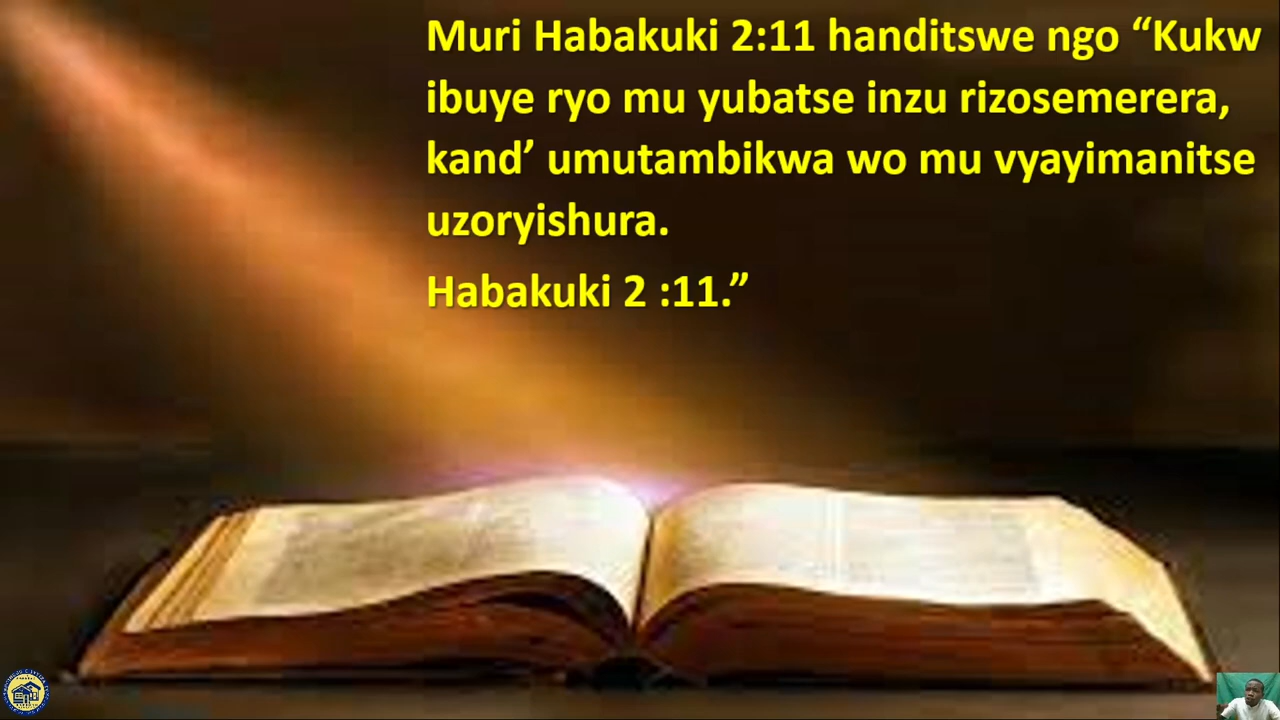 Muri Habakuki 2:11 handitswe ngo “Kukw
ibuye ryo mu yubatse inzu rizosemerera,
kand’ umutambikwa wo mu vyayimanitse
uzoryishura.
Habakuki 2 :11.”